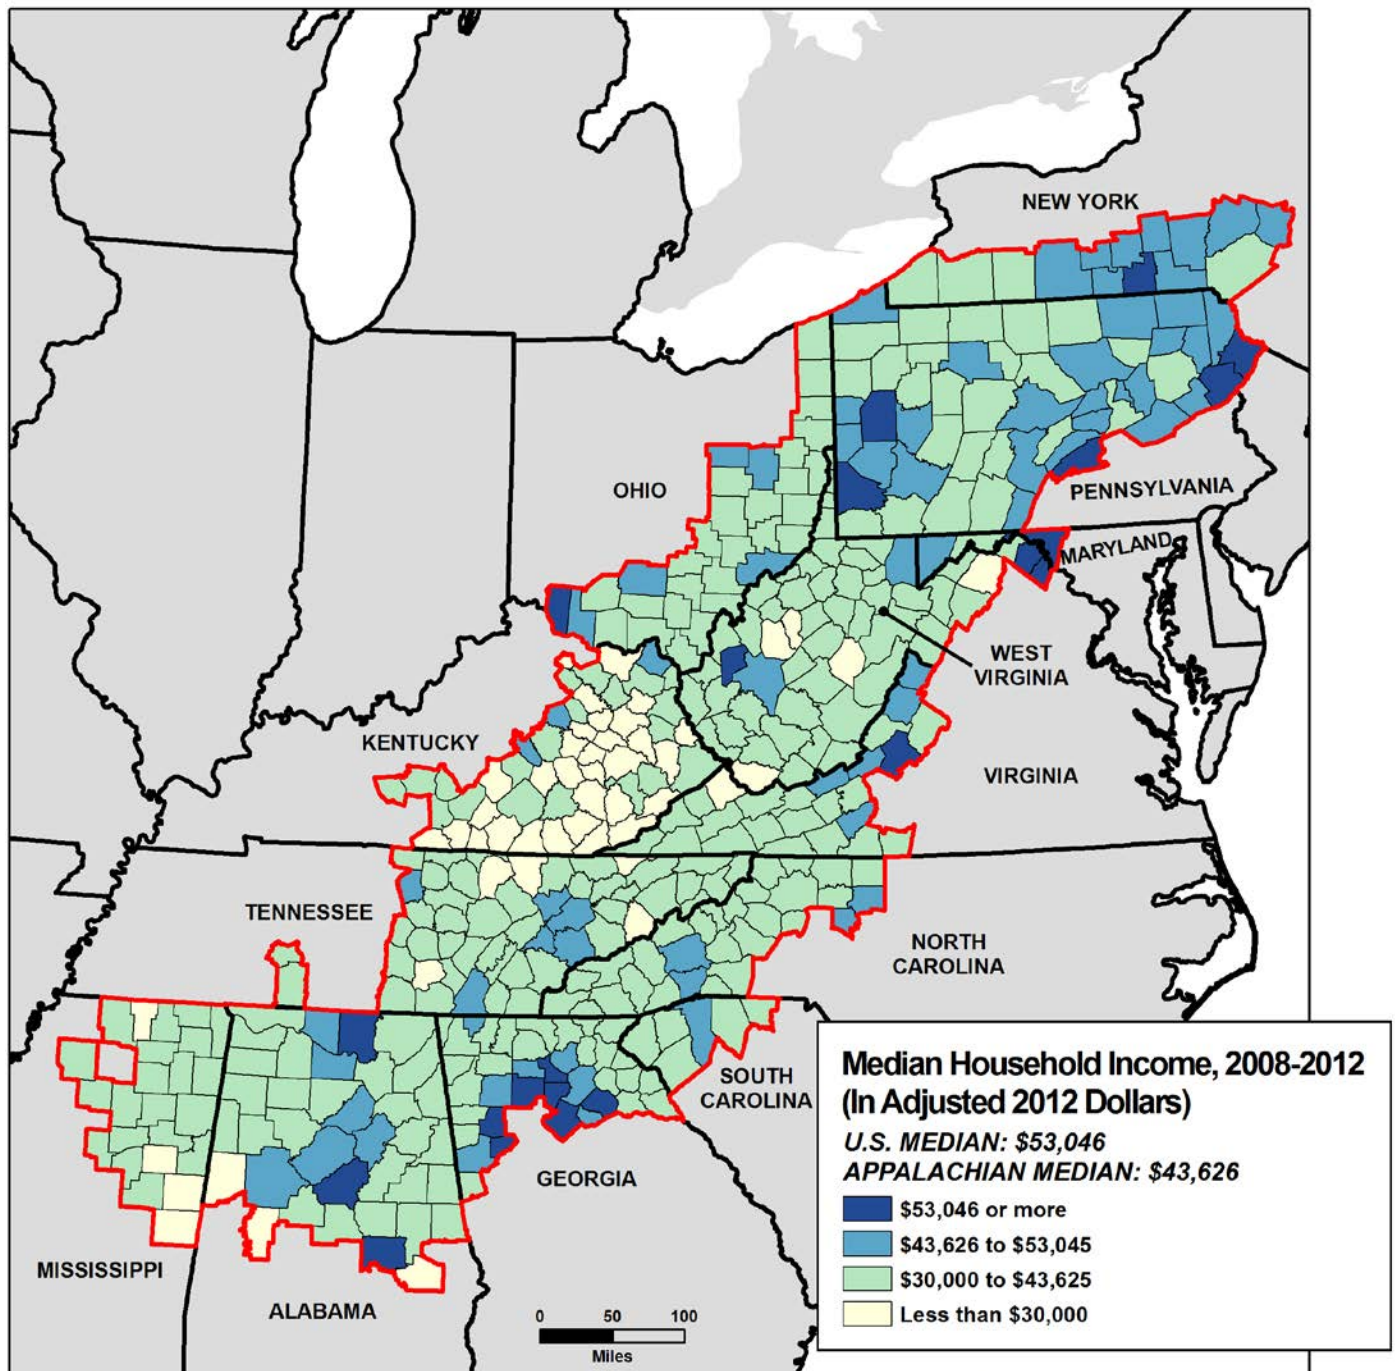 NEW YORK
OHIO
PENNSYLVANIA
MARYLAND
WEST
VIRGINIA
KENTUCKY
VIRGINIA
TENNESSEE
NORTH
CAROLINA
SOUTH
CAROLINA
GEORGIA
MISSISSIPPI
ALABAMA
0 50 100
Miles
Median Household Income, 2008-2012
(In Adjusted 2012 Dollars)
U.S. MEDIAN: $53,046
APPALACHIAN MEDIAN: $43,626
$53,046 or more
$43,626 to $53,045
$30,000 to $43,625
Less than $30,000